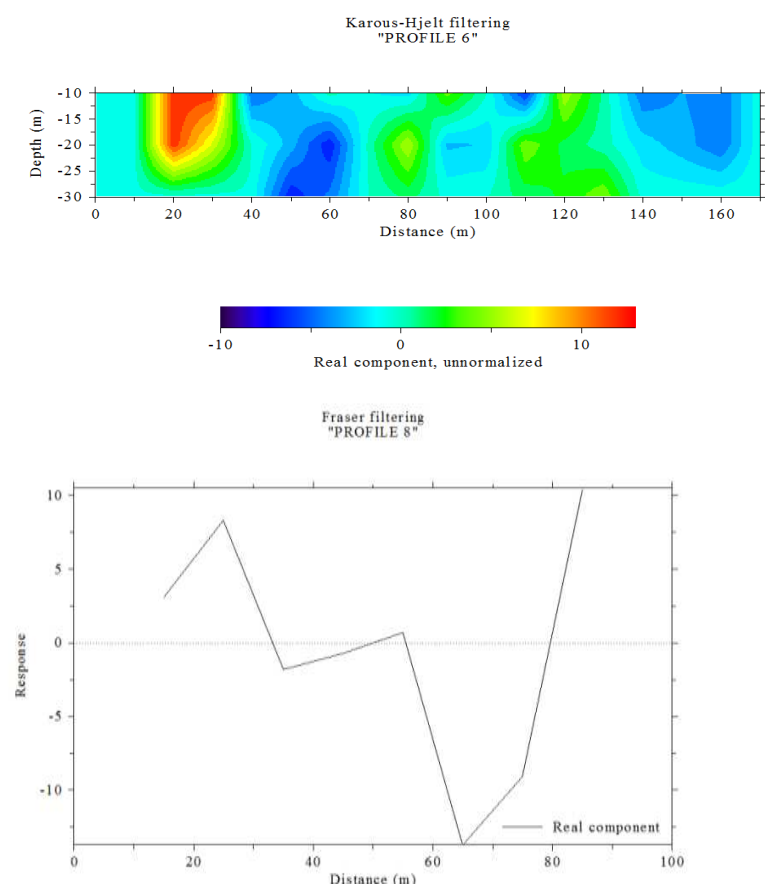 Karous-Hjelt filtering
"PROFILE 6"
-10
-15
-20
-25
-30
Depth (m)
0 20 40 60 80 100 120 140 160
Distance (m)
-10 0 10
Real component, unnormalized
Fraser filtering
"PROFILE 8"
10
5
0
-5
-10
Response
Real component
0 20 40 60 80 100
Distance (m)